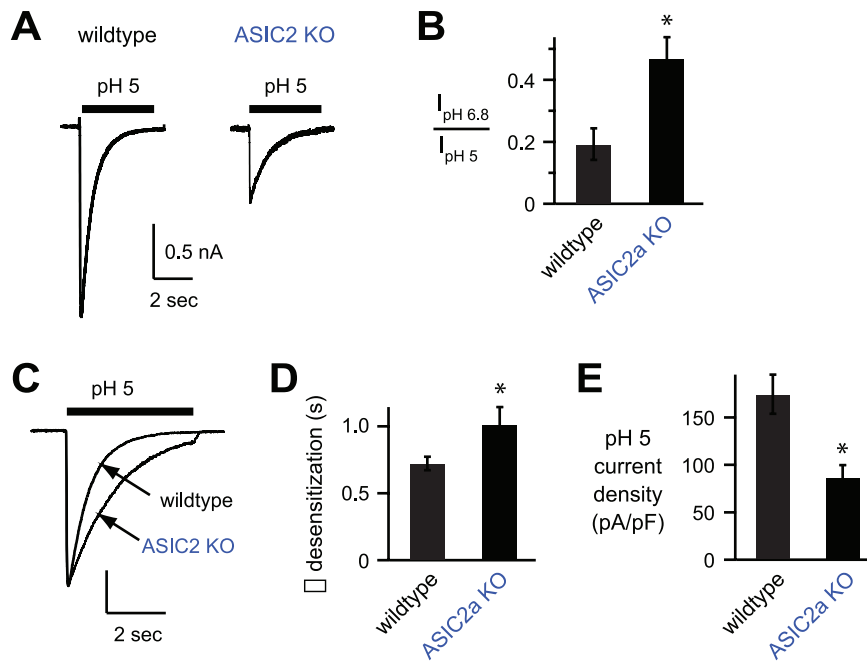 A
wildtype
ASIC2 KO
pH 5
pH 5
0.5 nA
2 sec
B
I pH 6.8
I pH 5
0.4
0.2
0
*
wildtype
ASIC2a KO
C
pH 5
wildtype
ASIC2 KO
2 sec
D
□ desensitization (s)
1.0
0.5
0
*
wildtype
ASIC2a KO
E
pH 5
current
density
(pA/pF)
150
100
50
0
*
wildtype
ASIC2a KO